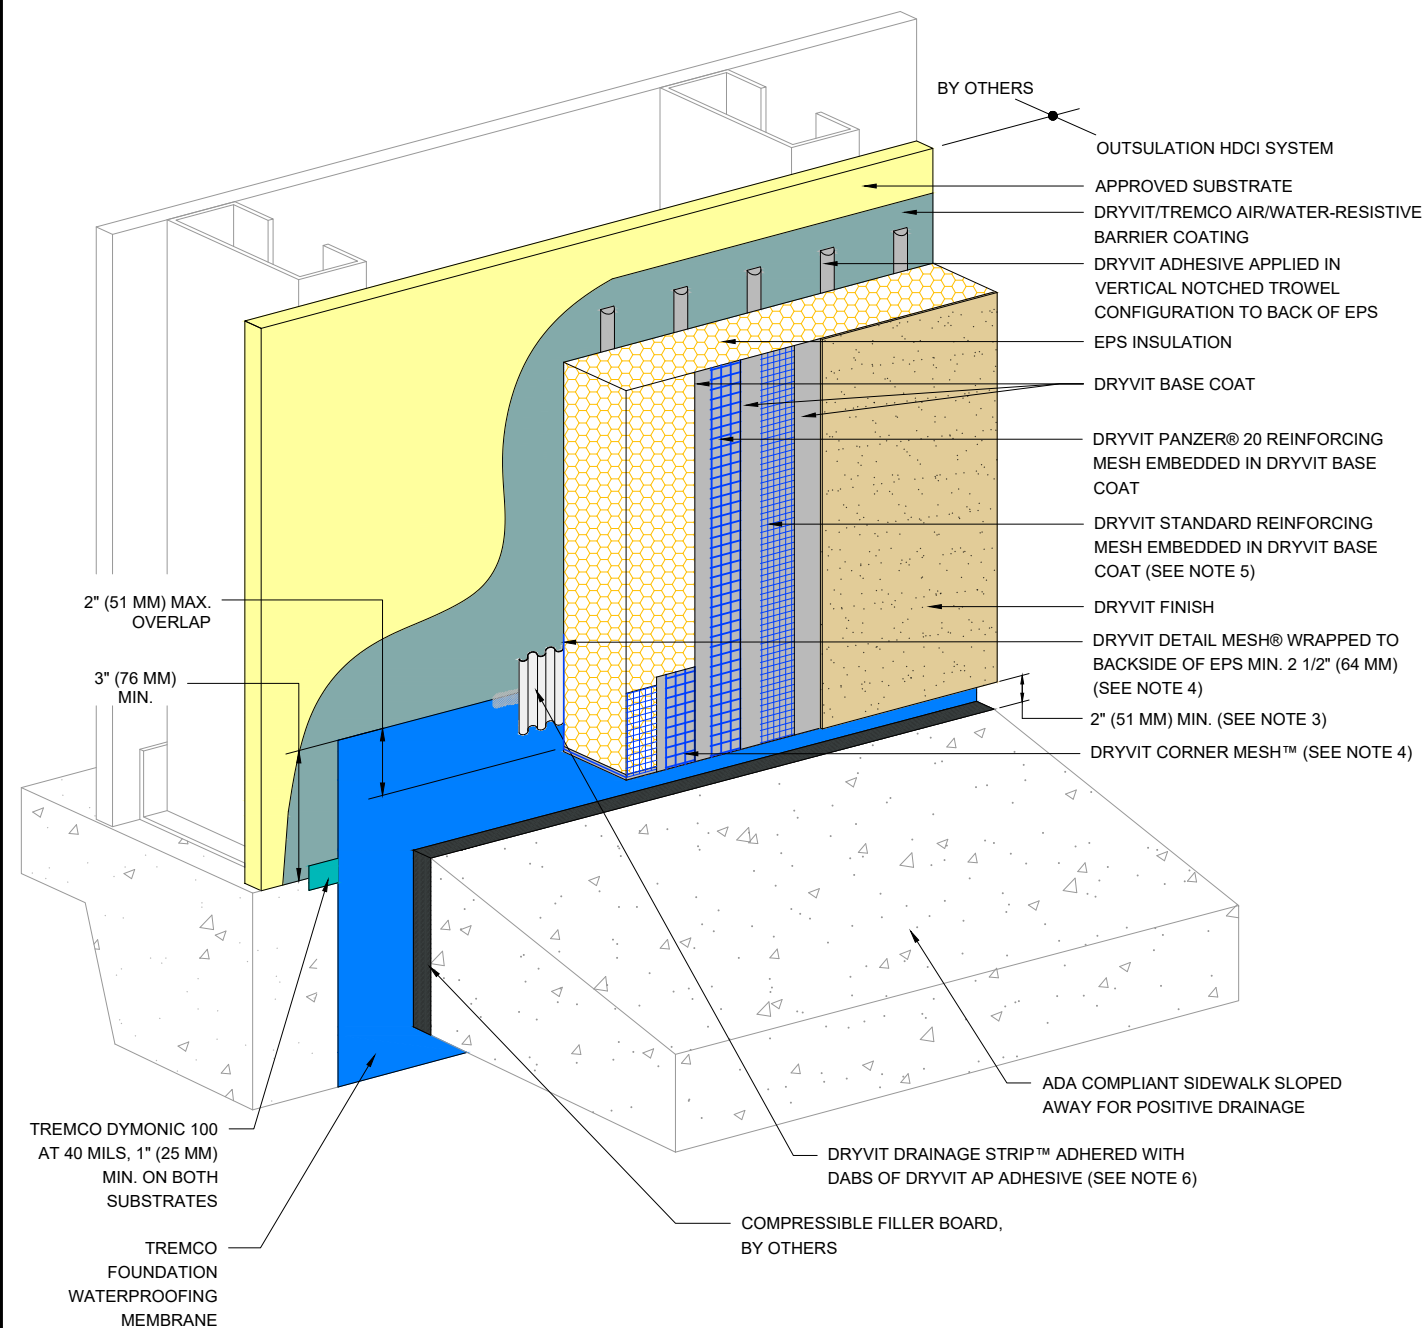 BY OTHERS
OUTSULATION HDCI SYSTEM
APPROVED SUBSTRATE
DRYVIT/TREMCO AIR/WATER-RESISTIVE
BARRIER COATING
DRYVIT ADHESIVE APPLIED IN
VERTICAL NOTCHED TROWEL
CONFIGURATION TO BACK OF EPS
EPS INSULATION
DRYVIT BASE COAT
DRYVIT PANZER® 20 REINFORCING
MESH EMBEDDED IN DRYVIT BASE
COAT
DRYVIT STANDARD REINFORCING
MESH EMBEDDED IN DRYVIT BASE
COAT (SEE NOTE 5)
DRYVIT FINISH
DRYVIT DETAIL MESH® WRAPPED TO
BACKSIDE OF EPS MIN. 2 1/2" (64 MM)
(SEE NOTE 4)
2" (51 MM) MIN. (SEE NOTE 3)
DRYVIT CORNER MESH™ (SEE NOTE 4)
2" (51 MM) MAX.
OVERLAP
3" (76 MM)
MIN.
ADA COMPLIANT SIDEWALK SLOPED
AWAY FOR POSITIVE DRAINAGE
DRYVIT DRAINAGE STRIP™ ADHERED WITH
DABS OF DRYVIT AP ADHESIVE (SEE NOTE 6)
COMPRESSIBLE FILLER BOARD,
BY OTHERS
TREMCO DYMONIC 100
AT 40 MILS, 1" (25 MM)
MIN. ON BOTH
SUBSTRATES
TREMCO
FOUNDATION
WATERPROOFING
MEMBRANE